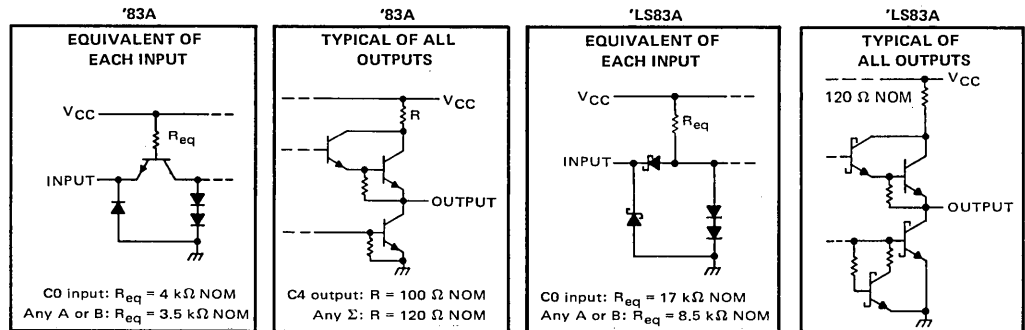 '83A
EQUIVALENT OF
EACH INPUT
VCC
Req
INPUT
C0 input: Req = 4 kΩ NOM
Any A or B: Req = 3.5 kΩ NOM
'83A
TYPICAL OF ALL
OUTPUTS
VCC
R
OUTPUT
C4 output: R = 100 Ω NOM
Any Σ: R = 120 Ω NOM
'LS83A
EQUIVALENT OF
EACH INPUT
VCC
Req
INPUT
C0 input: Req = 17 kΩ NOM
Any A or B: Req = 8.5 kΩ NOM
'LS83A
TYPICAL OF
ALL OUTPUTS
VCC
120 Ω NOM
OUTPUT